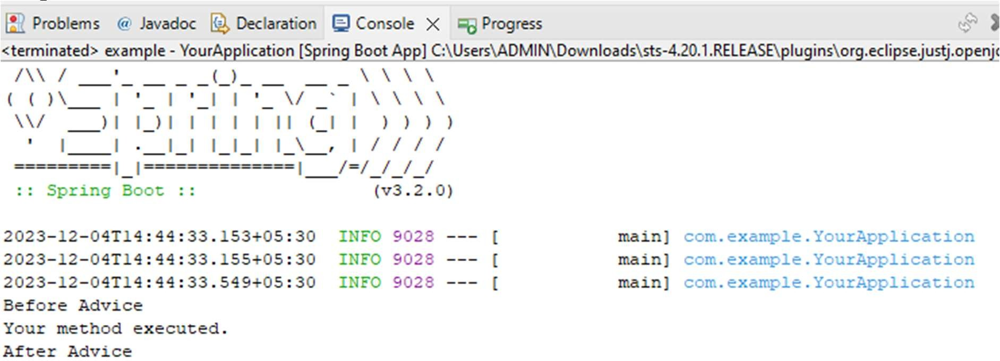 Problems @ Javadoc Declaration Console Progress
<terminated> example - YourApplication [Spring Boot App] C:\Users\ADMIN\Downloads\sts-4.20.1.RELEASE\plugins\org.eclipse.justj.openj
 /\\ / ___'_ __ _ _(_)_ __  __ _ \ \ \ \
( ( )\___ | '_ | '_| | '_ \/ _` | \ \ \ \
 \\/  ___)| |_)| | | | | || (_| |  ) ) ) )
  '  |____| .__|_| |_|_| |_\__, | / / / /
 =========|_|==============|___/=/_/_/_/
 :: Spring Boot ::                (v3.2.0)
2023-12-04T14:44:33.153+05:30  INFO 9028 --- [           main] com.example.YourApplication
2023-12-04T14:44:33.155+05:30  INFO 9028 --- [           main] com.example.YourApplication
2023-12-04T14:44:33.549+05:30  INFO 9028 --- [           main] com.example.YourApplication
Before Advice
Your method executed.
After Advice